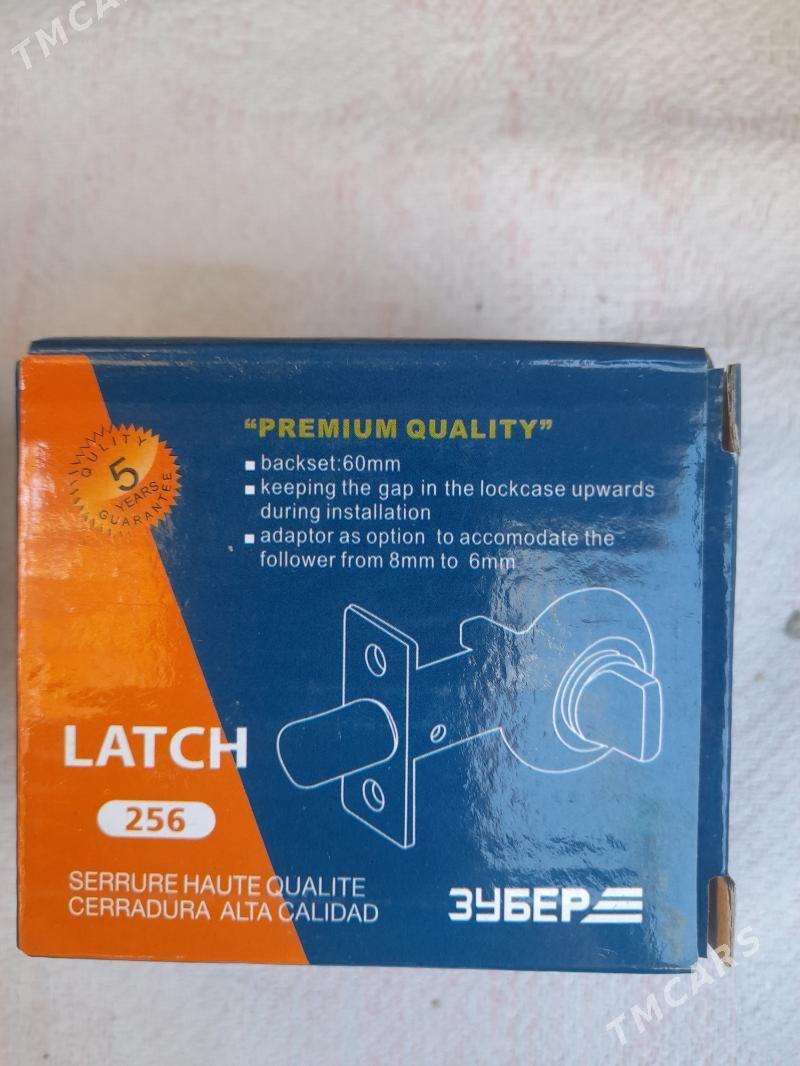 TMCARS
"PREMIUM QUALITY"
backset:60mm
keeping the gap in the lockcase upwards
during installation
adaptor as option to accomodate the
follower from 8mm to 6mm
QULITY
5
YEARS
GUARANTEE
LATCH
256
SERRURE HAUTE QUALITE
CERRADURA ALTA CALIDAD
ЗУБЕР
TMCARS